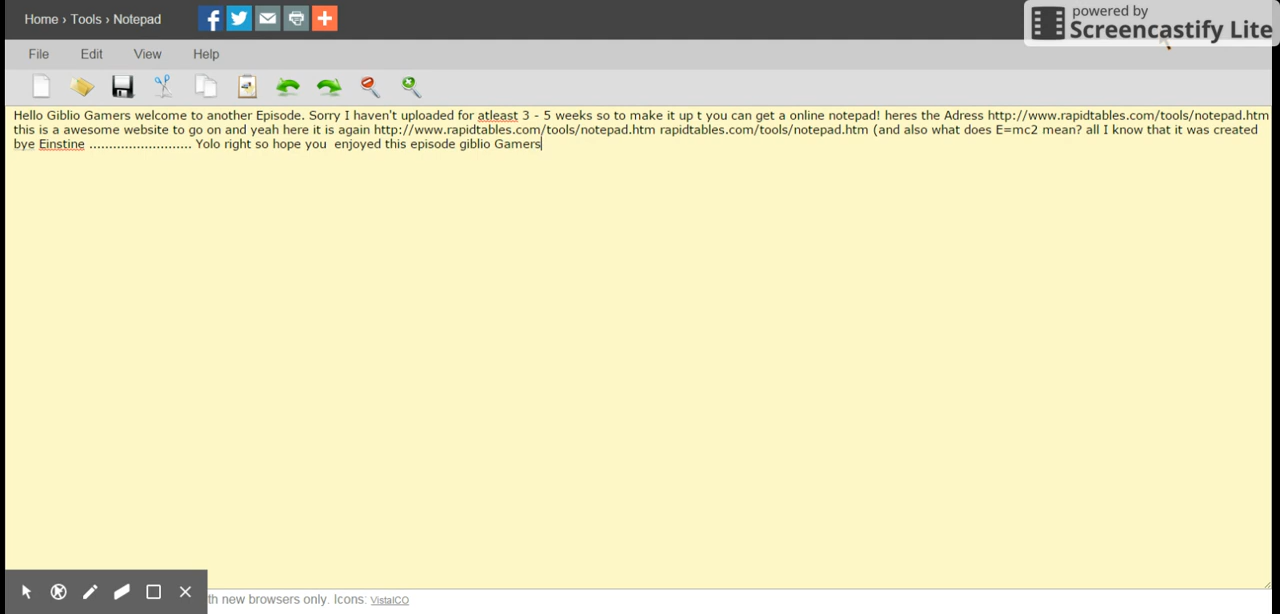 Home › Tools › Notepad
powered by
Screencastify Lite
File Edit View Help
Hello Giblio Gamers welcome to another Episode. Sorry I haven't uploaded for atleast 3 - 5 weeks so to make it up t you can get a online notepad! heres the Adress http://www.rapidtables.com/tools/notepad.htm
this is a awesome website to go on and yeah here it is again http://www.rapidtables.com/tools/notepad.htm rapidtables.com/tools/notepad.htm (and also what does E=mc2 mean? all I know that it was created
bye Einstine .......................... Yolo right so hope you  enjoyed this episode giblio Gamers
th new browsers only. Icons: VistaICO